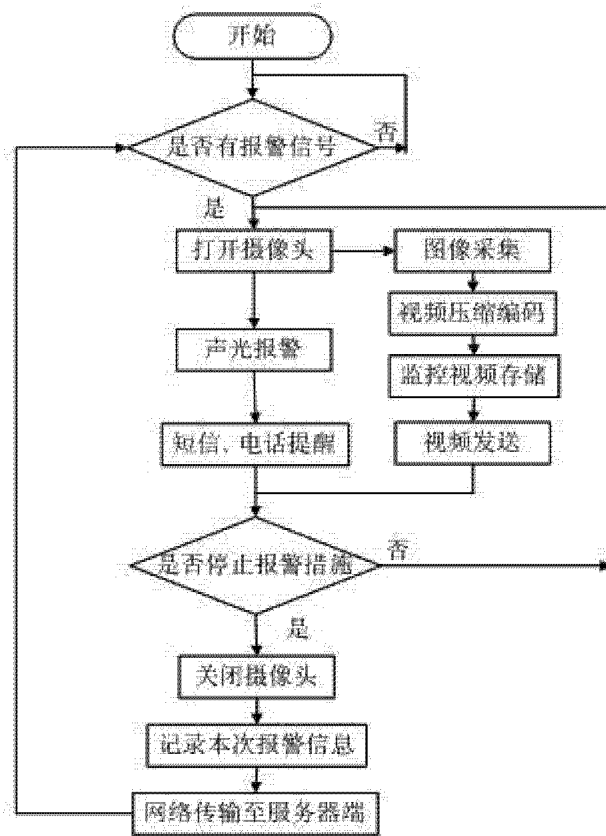 开始
是否有报警信号
否
是
打开摄像头
图像采集
视频压缩编码
声光报警
监控视频存储
短信、电话提醒
视频发送
是否停止报警措施
否
是
关闭摄像头
记录本次报警信息
网络传输至服务器端